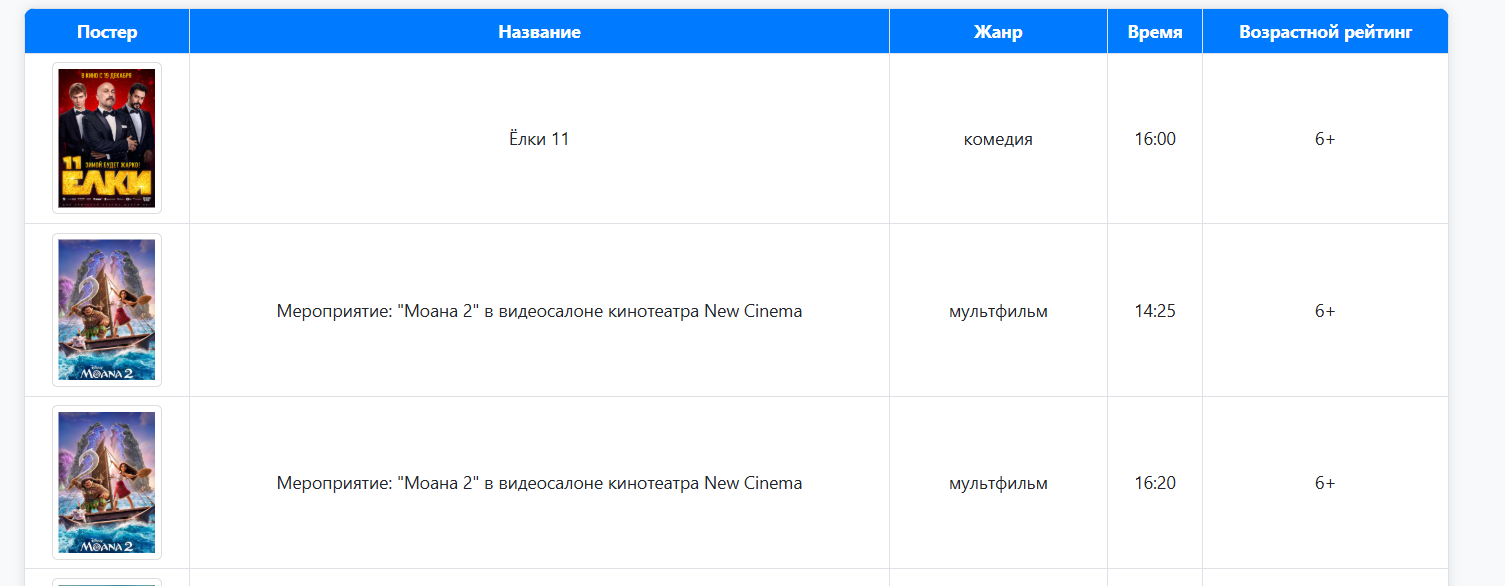 Постер Название Жанр Время Возрастной рейтинг
В КИНО С 19 ДЕКАБРЯ
11 ЗИМОЙ БУДЕТ ЖАРКО!
ЁЛКИ
Ёлки 11 комедия 16:00 6+
Disney
MOANA 2
Мероприятие: "Моана 2" в видеосалоне кинотеатра New Cinema мультфильм 14:25 6+
Disney
MOANA 2
Мероприятие: "Моана 2" в видеосалоне кинотеатра New Cinema мультфильм 16:20 6+